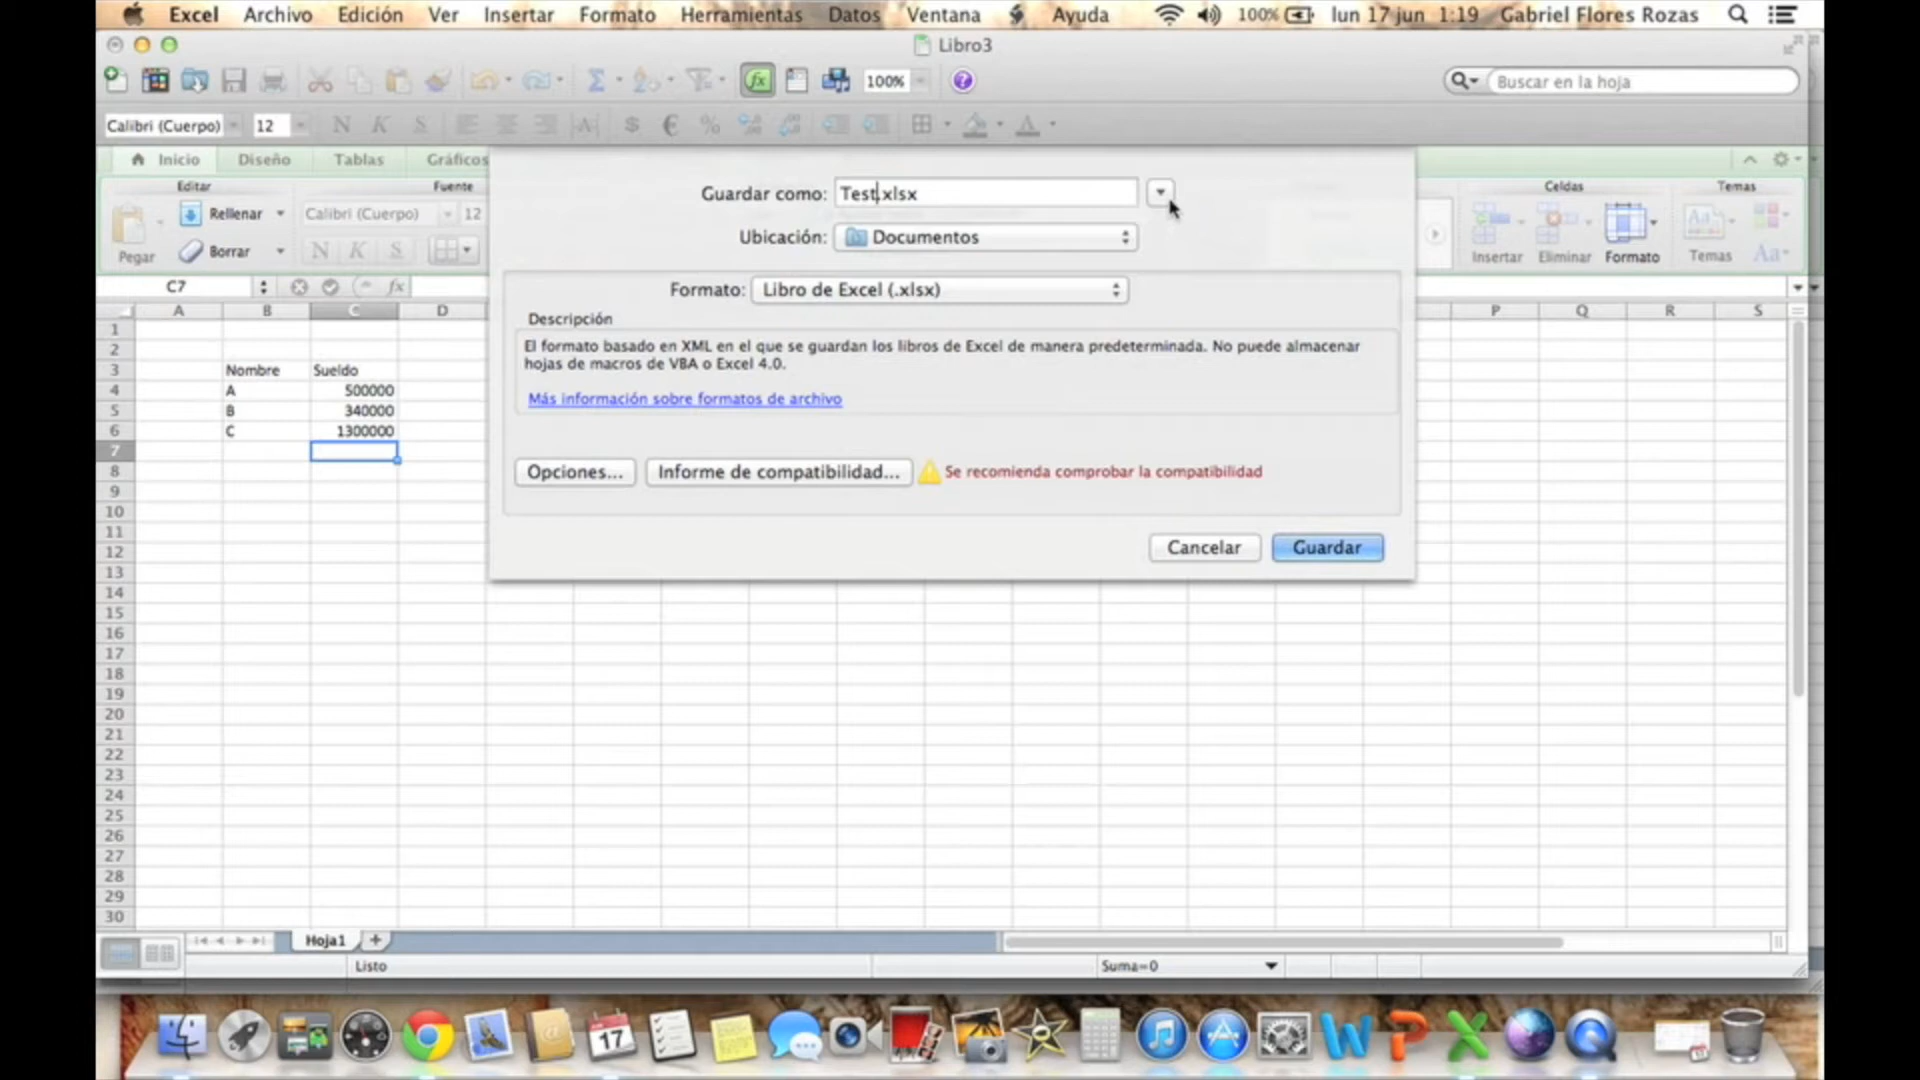 Excel Archivo Edición Ver Insertar Formato Herramientas Datos Ventana Ayuda 100% lun 17 jun 1:19 Gabriel Flores Rozas
Libro3
100% Buscar en la hoja
Calibri (Cuerpo) 12 N K S A $ € %
Inicio Diseño Tablas Gráficos
Editar Fuente Celdas Temas
Rellenar Calibri (Cuerpo) 12
Pegar Borrar N K S Insertar Eliminar Formato Temas Aa
Guardar como: Test.xlsx
Ubicación: Documentos
Formato: Libro de Excel (.xlsx)
Descripción
El formato basado en XML en el que se guardan los libros de Excel de manera predeterminada. No puede almacenar
hojas de macros de VBA o Excel 4.0.
Más información sobre formatos de archivo
Opciones... Informe de compatibilidad... Se recomienda comprobar la compatibilidad
Cancelar Guardar
C7 fx
A B C D P Q R S
1
2
3 Nombre Sueldo
4 A 500000
5 B 340000
6 C 1300000
7
8
9
10
11
12
13
14
15
16
17
18
19
20
21
22
23
24
25
26
27
28
29
30
Hoja1
Listo Suma=0
17